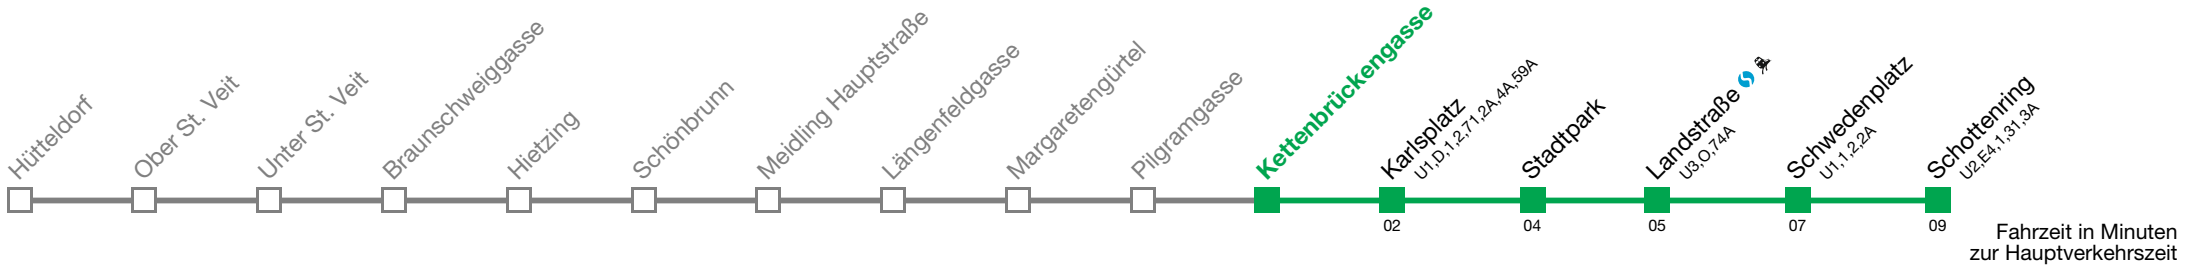 Hütteldorf
Ober St. Veit
Unter St. Veit
Braunschweiggasse
Hietzing
Schönbrunn
Meidling Hauptstraße
Längenfeldgasse
Margaretengürtel
Pilgramgasse
Kettenbrückengasse
Karlsplatz
U1,D,1,2,71,2A,4A,59A
Stadtpark
Landstraße
U3,O,74A
Schwedenplatz
U1,1,2,2A
Schottenring
U2,E4,1,31,3A
02
04
05
07
09
Fahrzeit in Minuten
zur Hauptverkehrszeit